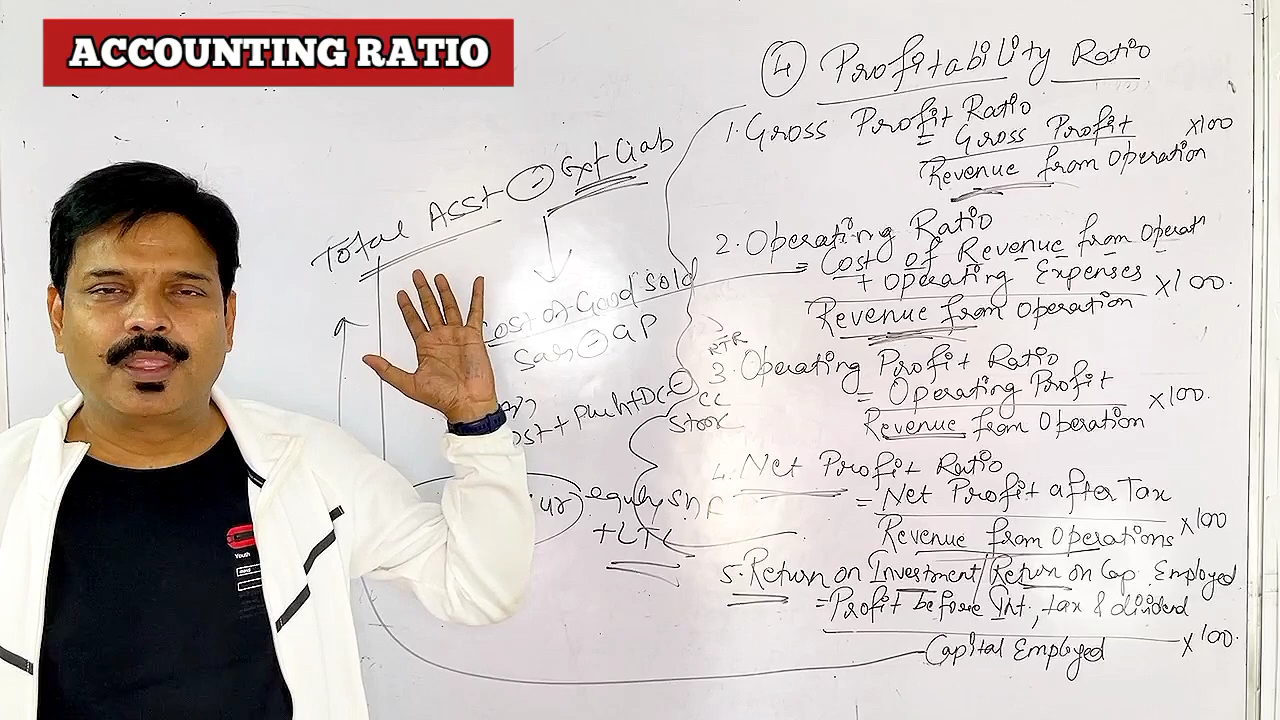 ACCOUNTING RATIO
④ Profitability Ratio
1. Gross Profit Ratio
= Gross Profit ×100
Revenue from Operation
2. Operating Ratio
= Cost of Revenue from Operat
+ Operating Expenses ×100.
Revenue from Operation
RTR
3. Operating Profit Ratio
= Operating Profit ×100.
Revenue from Operation
4. Net Profit Ratio
= Net Profit after Tax ×100
Revenue from Operations
5. Return on Investment/Return on Cap Employed
= Profit before Int, tax & dividend ×100.
Capital Employed
Total Asst -
Cost of Good Sold
- GP
Stock
+ LTL
Youth